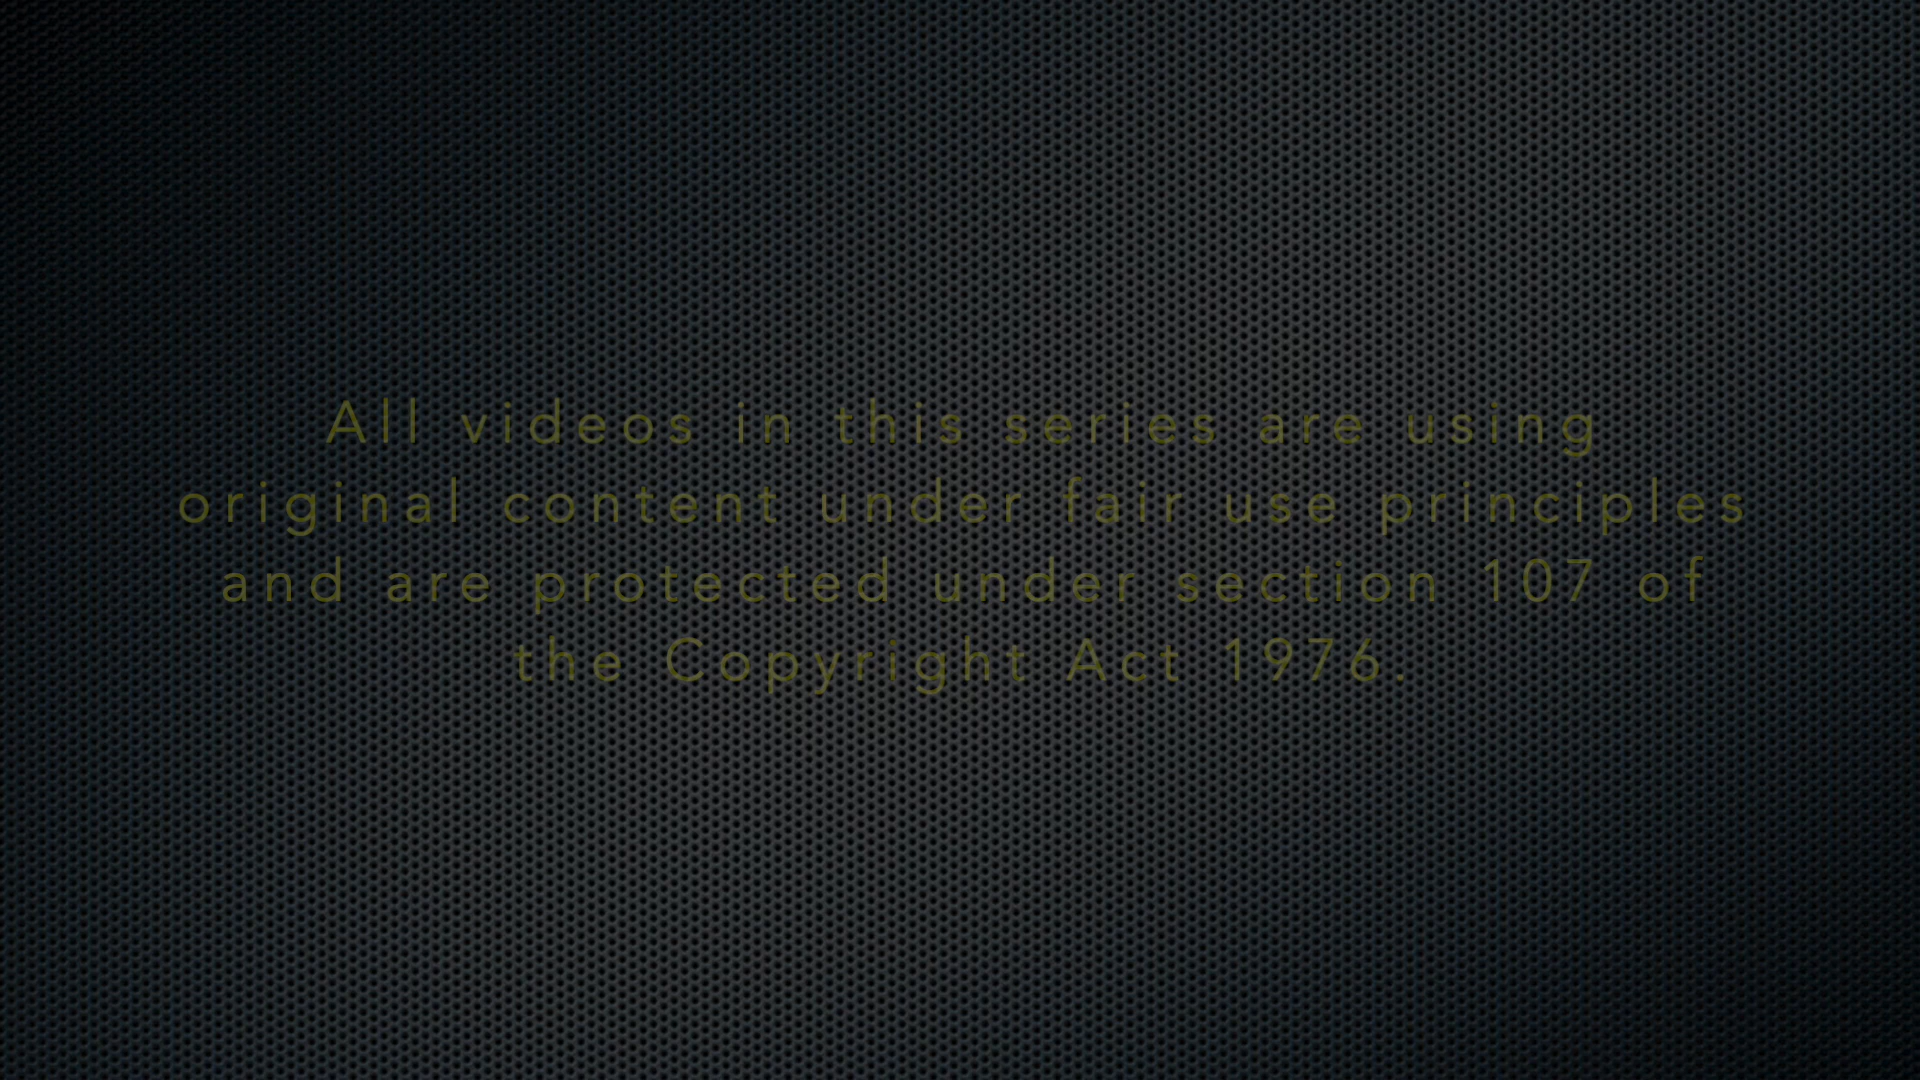 All videos in this series are using
original content under fair use principles
and are protected under section 107 of
the Copyright Act 1976.